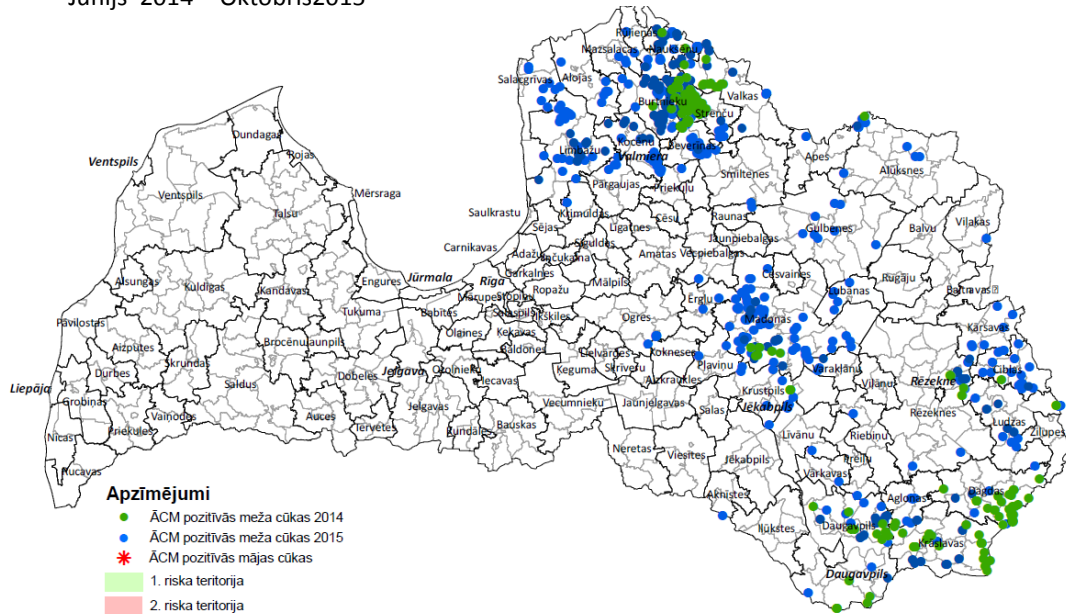 Jūnijs 2014 – Oktobris2015
Rūjienas
Mazsalacas
Naukšēnu
Salacgrīvas
Alojas
Valkas
Burtnieku
Strenču
Dundagas
Kocēnu
Limbažu
Beverīnas
Valmiera
Apes
Alūksnes
Ventspils
Rojas
Smiltenes
Pārgaujas
Priekuļu
Ventspils
Mērsraga
Talsu
Saulkrastu
Krimuldas
Cēsu
Raunas
Viļakas
Sējas
Līgatnes
Gulbenes
Balvu
Siguldas
Jaunpiebalgas
Carnikavas
Ādažu
Inčukalna
Amatas
Vecpiebalgas
Garkalnes
Cesvaines
Alsungas
Kuldīgas
Kandavas
Engures
Jūrmala
Rīga
Ropažu
Mālpils
Rugāju
Baltinavas
Lubānas
Ērgļu
Mārupes
Stopiņu
Tukuma
Babītes
Salaspils
Ikšķiles
Ogres
Madonas
Pāvilostas
Olaines
Ķekavas
Kārsavas
Aizputes
Brocēnu
Jaunpils
Baldones
Kokneses
Skrundas
Lielvārdes
Pļaviņu
Varakļānu
Ciblas
Liepāja
Durbes
Dobeles
Jelgava
Ozolnieku
Iecavas
Ķeguma
Skrīveru
Aizkraukles
Viļānu
Rēzekne
Saldus
Krustpils
Grobiņas
Jelgavas
Vecumnieku
Jaunjelgavas
Salas
Jēkabpils
Rēzeknes
Vaiņodes
Auces
Ludzas
Nīcas
Priekules
Tērvetes
Rundāles
Bauskas
Līvānu
Riebiņu
Zilupes
Neretas
Viesītes
Jēkabpils
Preiļu
Rucavas
Vārkavas
Aknīstes
Aglonas
Dagdas
Ilūkstes
Daugavpils
Krāslavas
Daugavpils
Apzīmējumi
ĀCM pozitīvās meža cūkas 2014
ĀCM pozitīvās meža cūkas 2015
ĀCM pozitīvās mājas cūkas
1. riska teritorija
2. riska teritorija